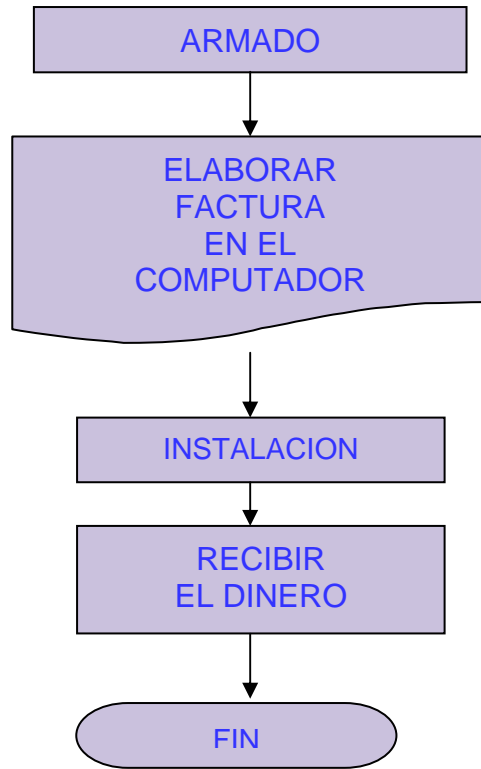 ARMADO
ELABORAR
FACTURA
EN EL
COMPUTADOR
INSTALACION
RECIBIR
EL DINERO
FIN